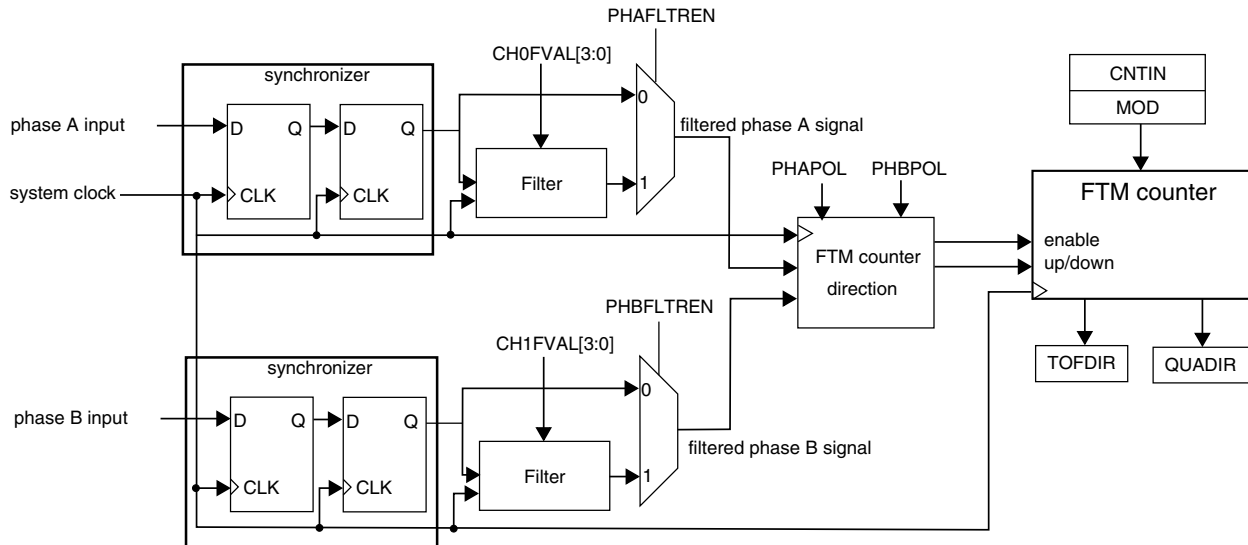 PHAFLTREN
CH0FVAL[3:0]
synchronizer
CNTIN
MOD
0
phase A input
D Q D Q
filtered phase A signal
Filter
1
system clock
CLK CLK
PHAPOL PHBPOL
FTM counter
enable
up/down
FTM counter
direction
PHBFLTREN
CH1FVAL[3:0]
synchronizer
TOFDIR QUADIR
0
phase B input
D Q D Q
filtered phase B signal
Filter
1
CLK CLK